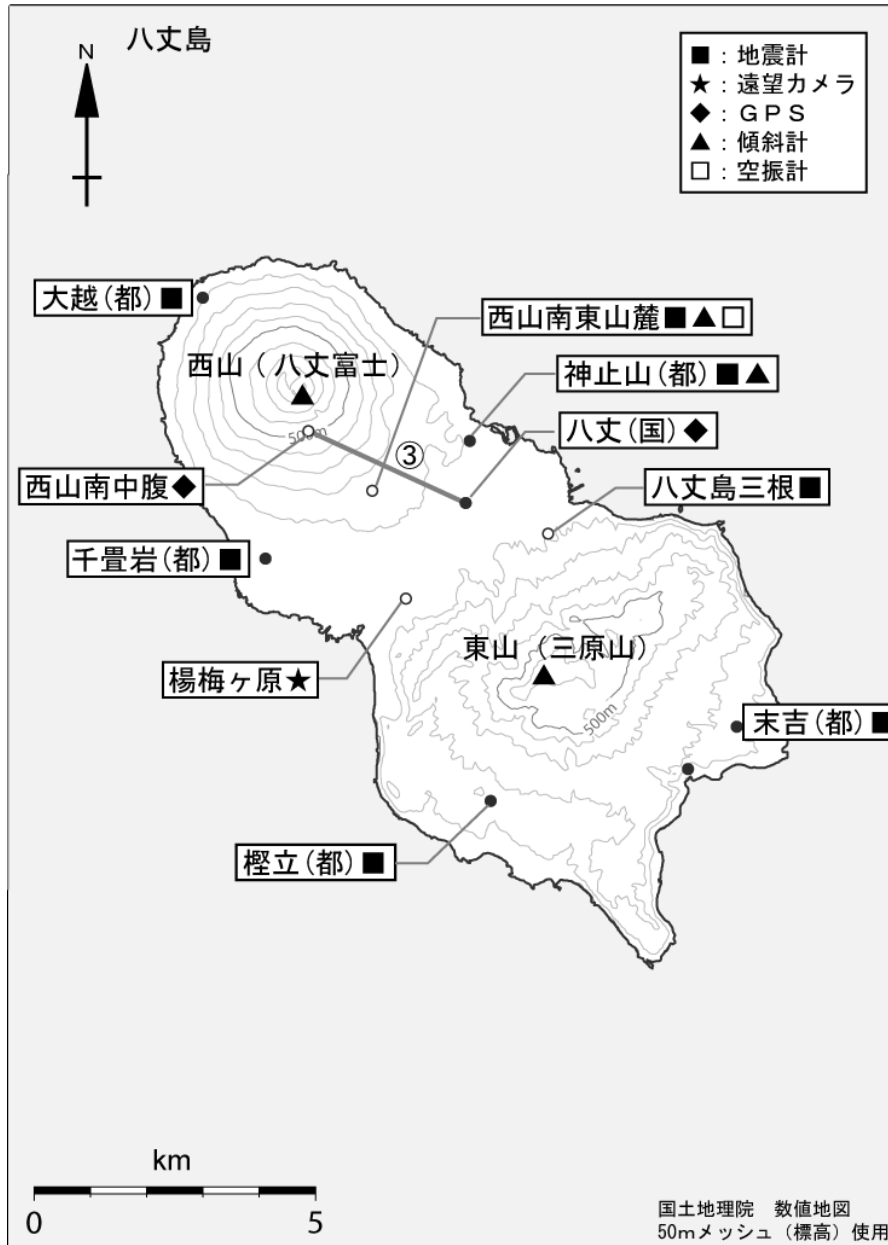 八丈島
N
■：地震計
★：遠望カメラ
◆：ＧＰＳ
▲：傾斜計
□：空振計
大越(都)■
西山南東山麓■▲□
西山（八丈富士）
神止山(都)■▲
500m
③
八丈(国)◆
西山南中腹◆
八丈島三根■
千畳岩(都)■
東山（三原山）
楊梅ヶ原★
500m
末吉(都)■
樫立(都)■
km
0 5
国土地理院　数値地図
50mメッシュ（標高）使用